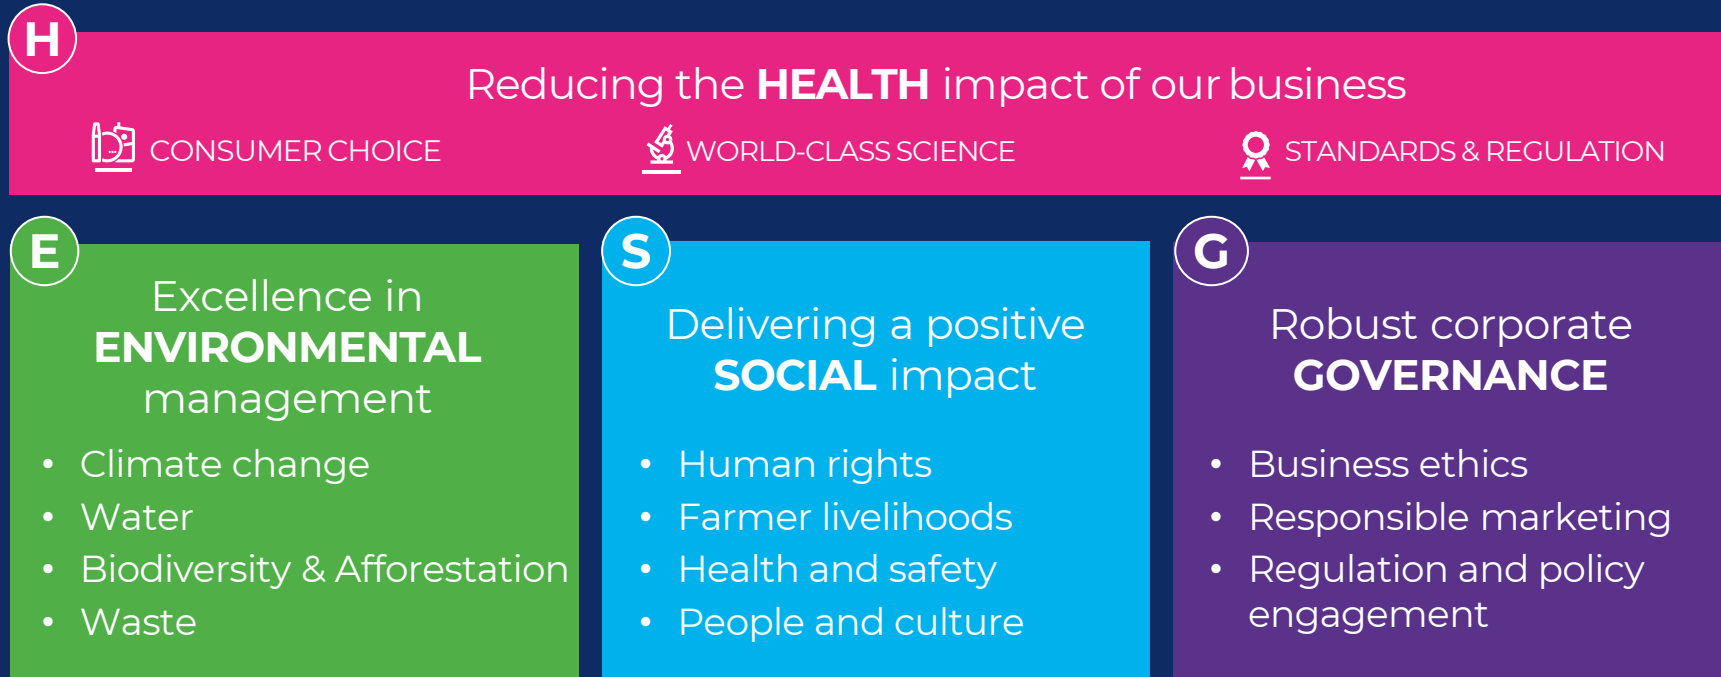 H
Reducing the HEALTH impact of our business
CONSUMER CHOICE
WORLD-CLASS SCIENCE
STANDARDS & REGULATION
E
Excellence in
ENVIRONMENTAL
management
• Climate change
• Water
• Biodiversity & Afforestation
• Waste
S
Delivering a positive
SOCIAL impact
• Human rights
• Farmer livelihoods
• Health and safety
• People and culture
G
Robust corporate
GOVERNANCE
• Business ethics
• Responsible marketing
• Regulation and policy
engagement